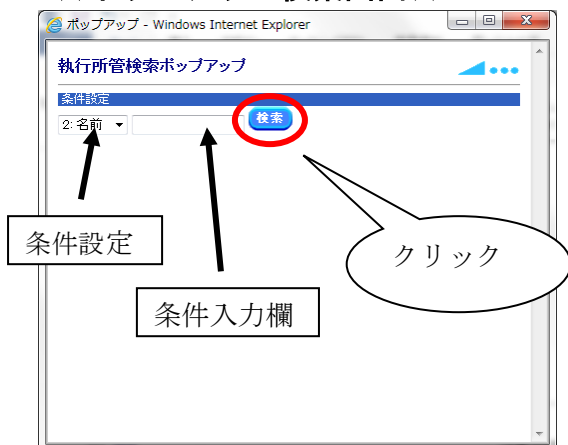 ポップアップ - Windows Internet Explorer
執行所管検索ポップアップ
条件設定
2: 名前 検索
条件設定
クリック
条件入力欄